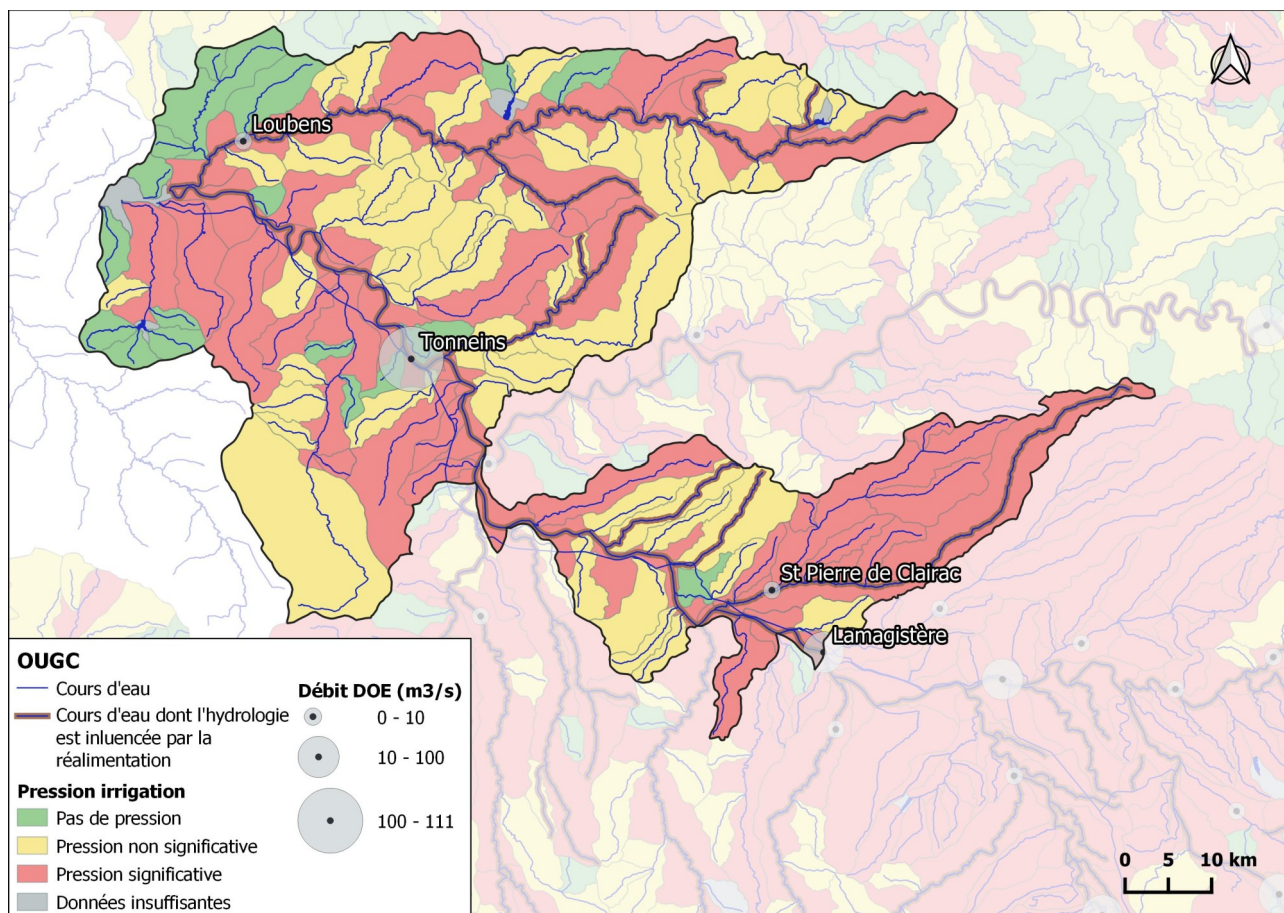 N
Loubens
Tonneins
St Pierre de Clairac
Lamagistère
OUGC
Cours d'eau
Cours d'eau dont l'hydrologie
est inluencée par la
réalimentation
Pression irrigation
Pas de pression
Pression non significative
Pression significative
Données insuffisantes
Débit DOE (m3/s)
0 - 10
10 - 100
100 - 111
0 5 10 km